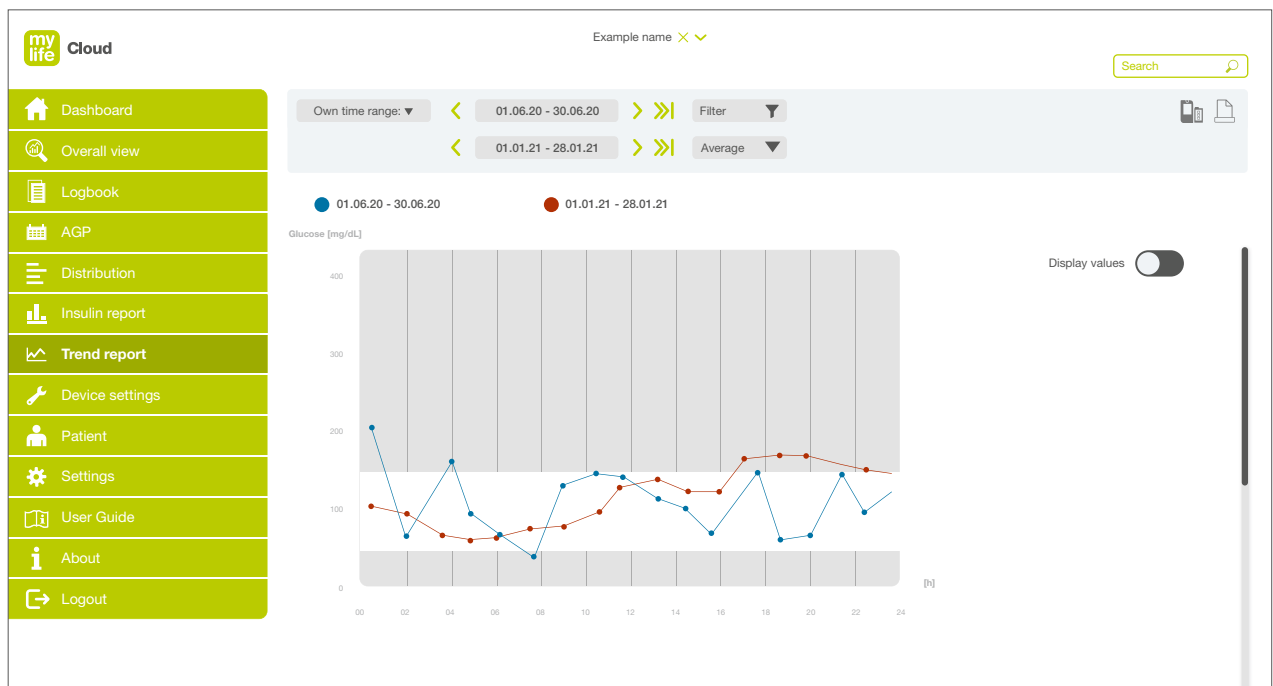 my
life Cloud
Example name
Search
Dashboard
Overall view
Logbook
AGP
Distribution
Insulin report
Trend report
Device settings
Patient
Settings
User Guide
About
Logout
Own time range: 01.06.20 - 30.06.20 Filter
01.01.21 - 28.01.21 Average
01.06.20 - 30.06.20 01.01.21 - 28.01.21
Glucose [mg/dL]
Display values
400
300
200
100
0
[h]
00 02 04 06 08 10 12 14 16 18 20 22 24